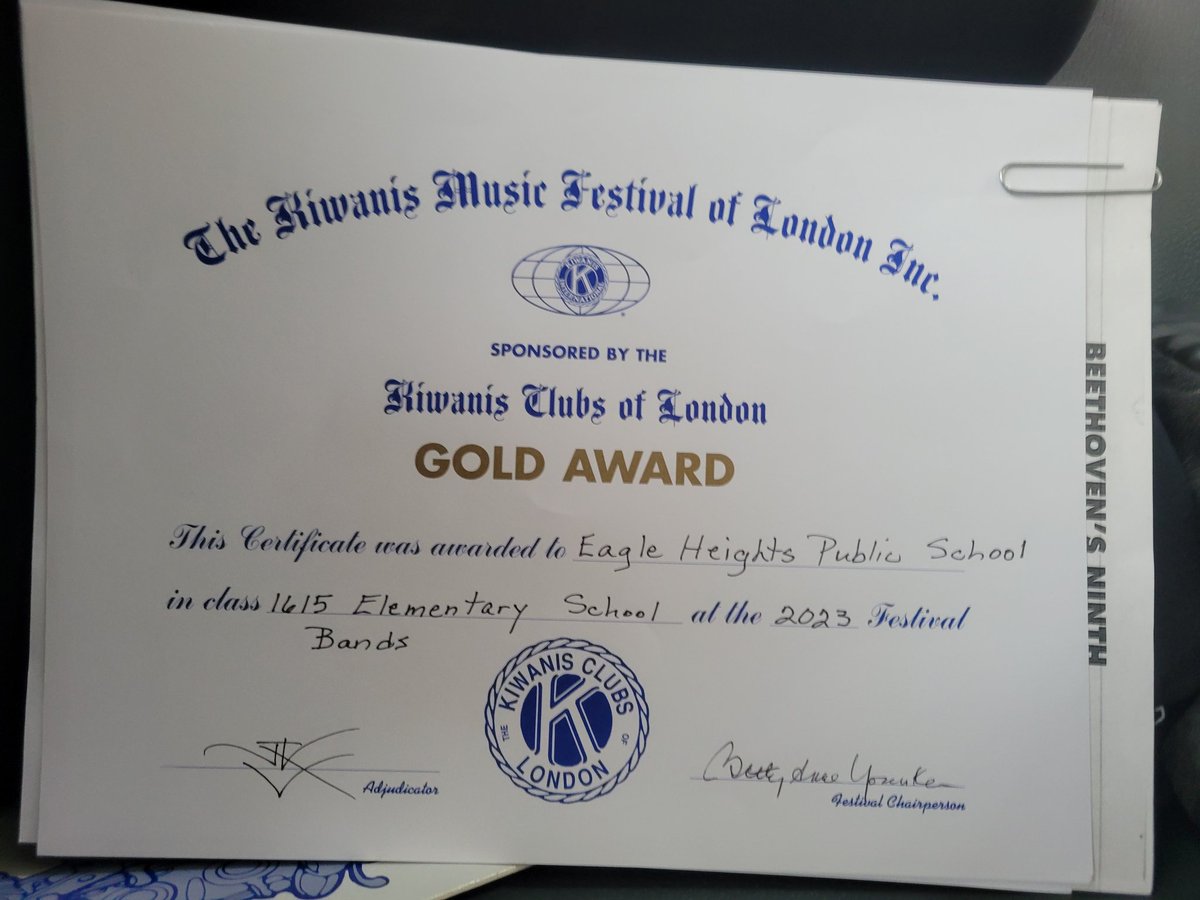 The Kiwanis Music Festival of London Inc.
KIWANIS
K
INTERNATIONAL
SPONSORED BY THE
Kiwanis Clubs of London
GOLD AWARD
This Certificate was awarded to Eagle Heights Public School
in class 1615 Elementary School at the 2023 Festival
Bands
THE KIWANIS CLUBS OF
K
LONDON
Adjudicator
Festival Chairperson
BEETHOVEN'S NINTH